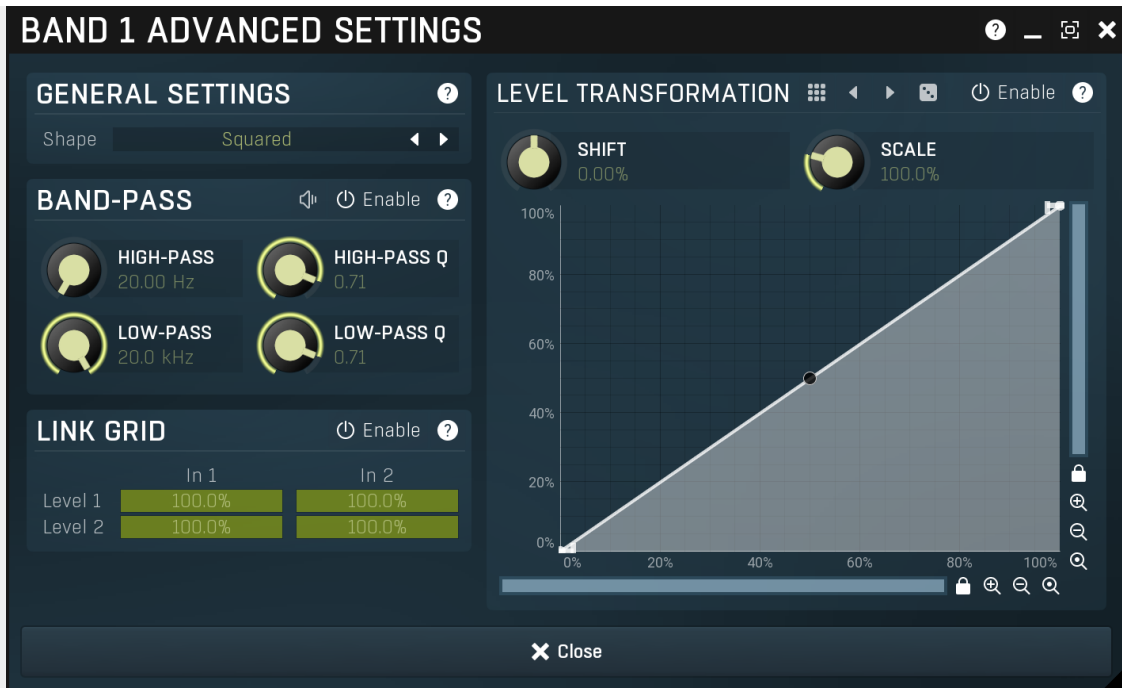 BAND 1 ADVANCED SETTINGS
?
GENERAL SETTINGS
?
Shape Squared
BAND-PASS Enable ?
HIGH-PASS
20.00 Hz
HIGH-PASS Q
0.71
LOW-PASS
20.0 kHz
LOW-PASS Q
0.71
LINK GRID Enable ?
In 1 In 2
Level 1 100.0% 100.0%
Level 2 100.0% 100.0%
LEVEL TRANSFORMATION Enable ?
SHIFT
0.00%
SCALE
100.0%
100%
80%
60%
40%
20%
0%
0% 20% 40% 60% 80% 100%
Close